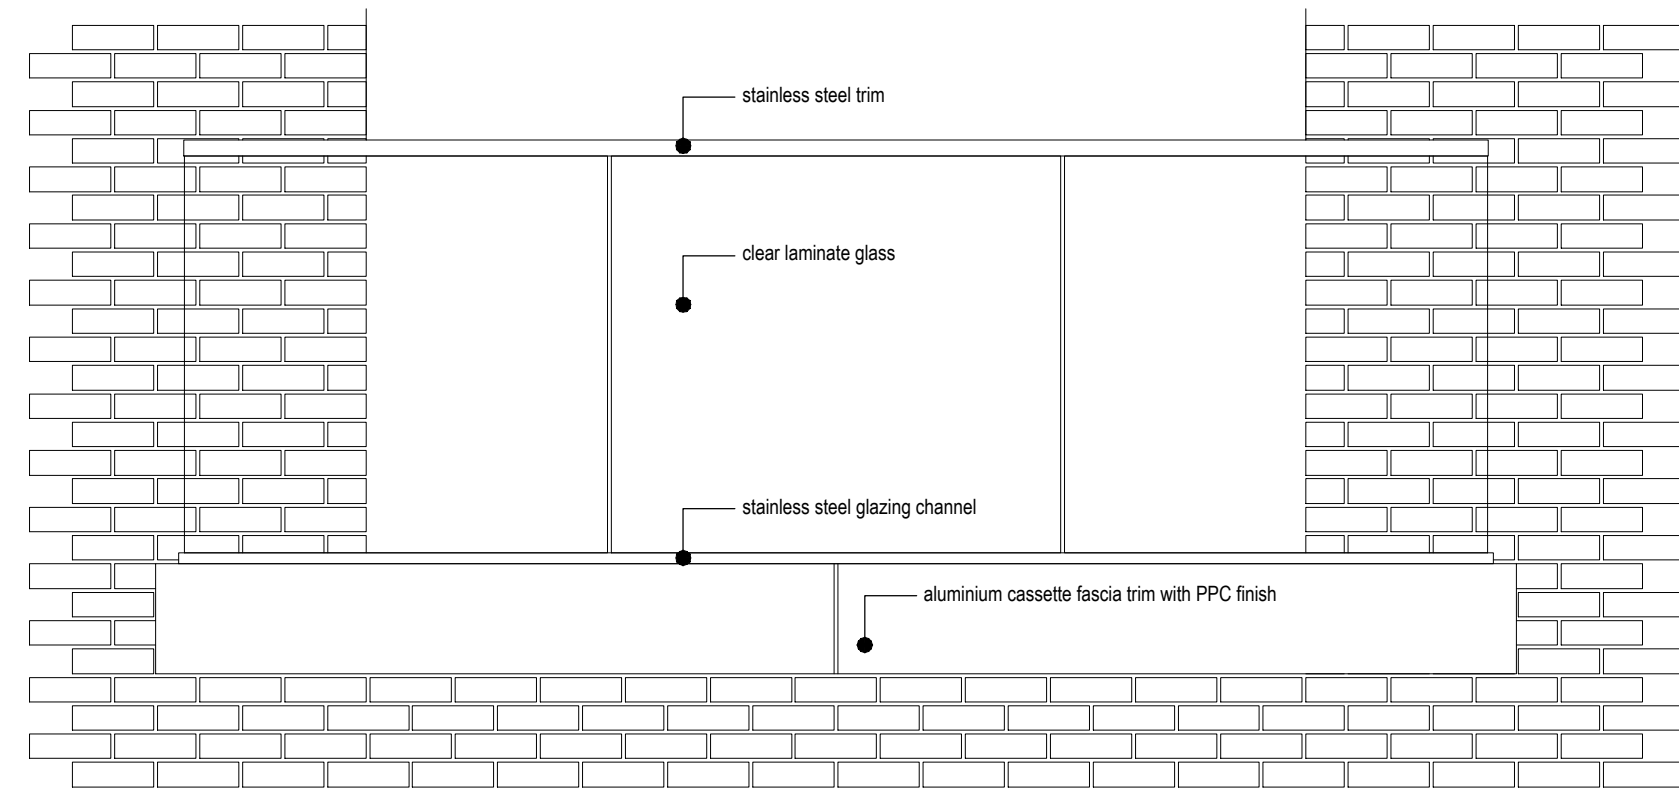 stainless steel trim
clear laminate glass
stainless steel glazing channel
aluminium cassette fascia trim with PPC finish